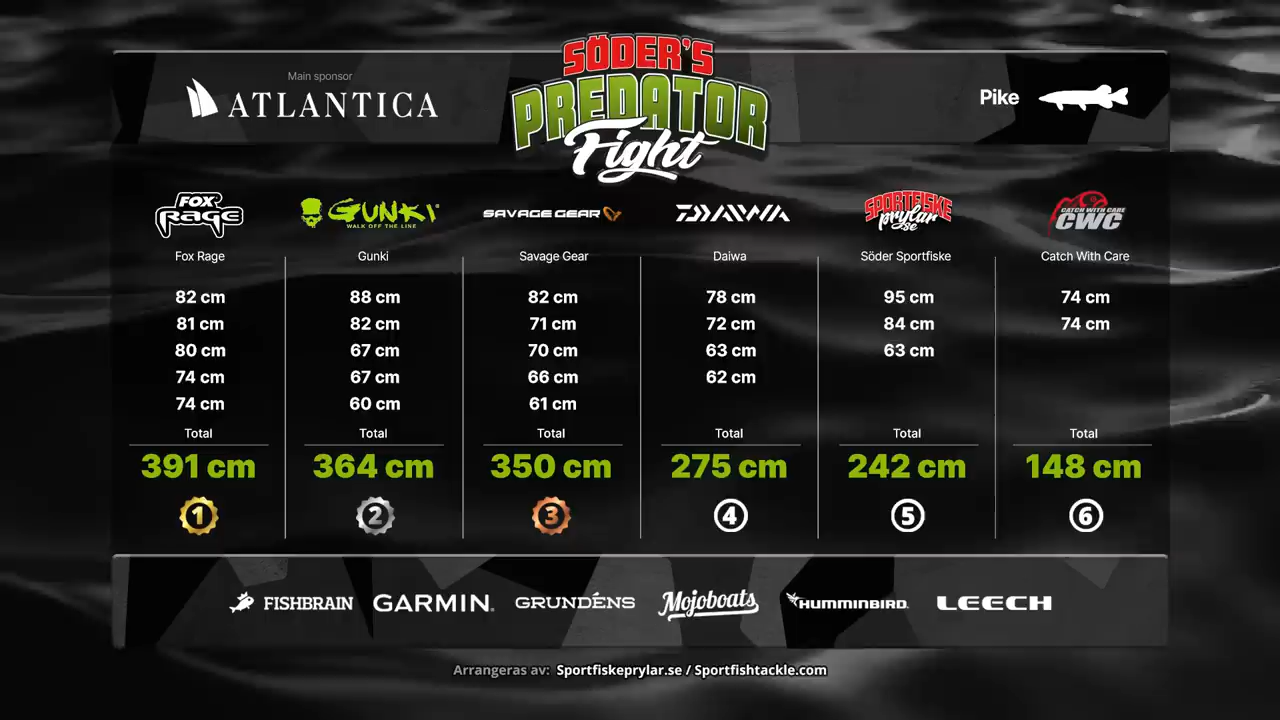 SÖDER'S
PREDATOR
Fight
Main sponsor
ATLANTICA
Pike
FOX
RAGE
GUNKI
WALK OFF THE LINE
SAVAGE GEAR
DAIWA
SPORTFISKE
prylar
.se
CATCH WITH CARE
CWC
Fox Rage
Gunki
Savage Gear
Daiwa
Söder Sportfiske
Catch With Care
82 cm 88 cm 82 cm 78 cm 95 cm 74 cm
81 cm 82 cm 71 cm 72 cm 84 cm 74 cm
80 cm 67 cm 70 cm 63 cm 63 cm
74 cm 67 cm 66 cm 62 cm
74 cm 60 cm 61 cm
Total Total Total Total Total Total
391 cm 364 cm 350 cm 275 cm 242 cm 148 cm
1 2 3 4 5 6
FISHBRAIN GARMIN. GRUNDÉNS Mojoboats HUMMINBIRD. LEECH
Arrangeras av: Sportfiskeprylar.se / Sportfishtackle.com